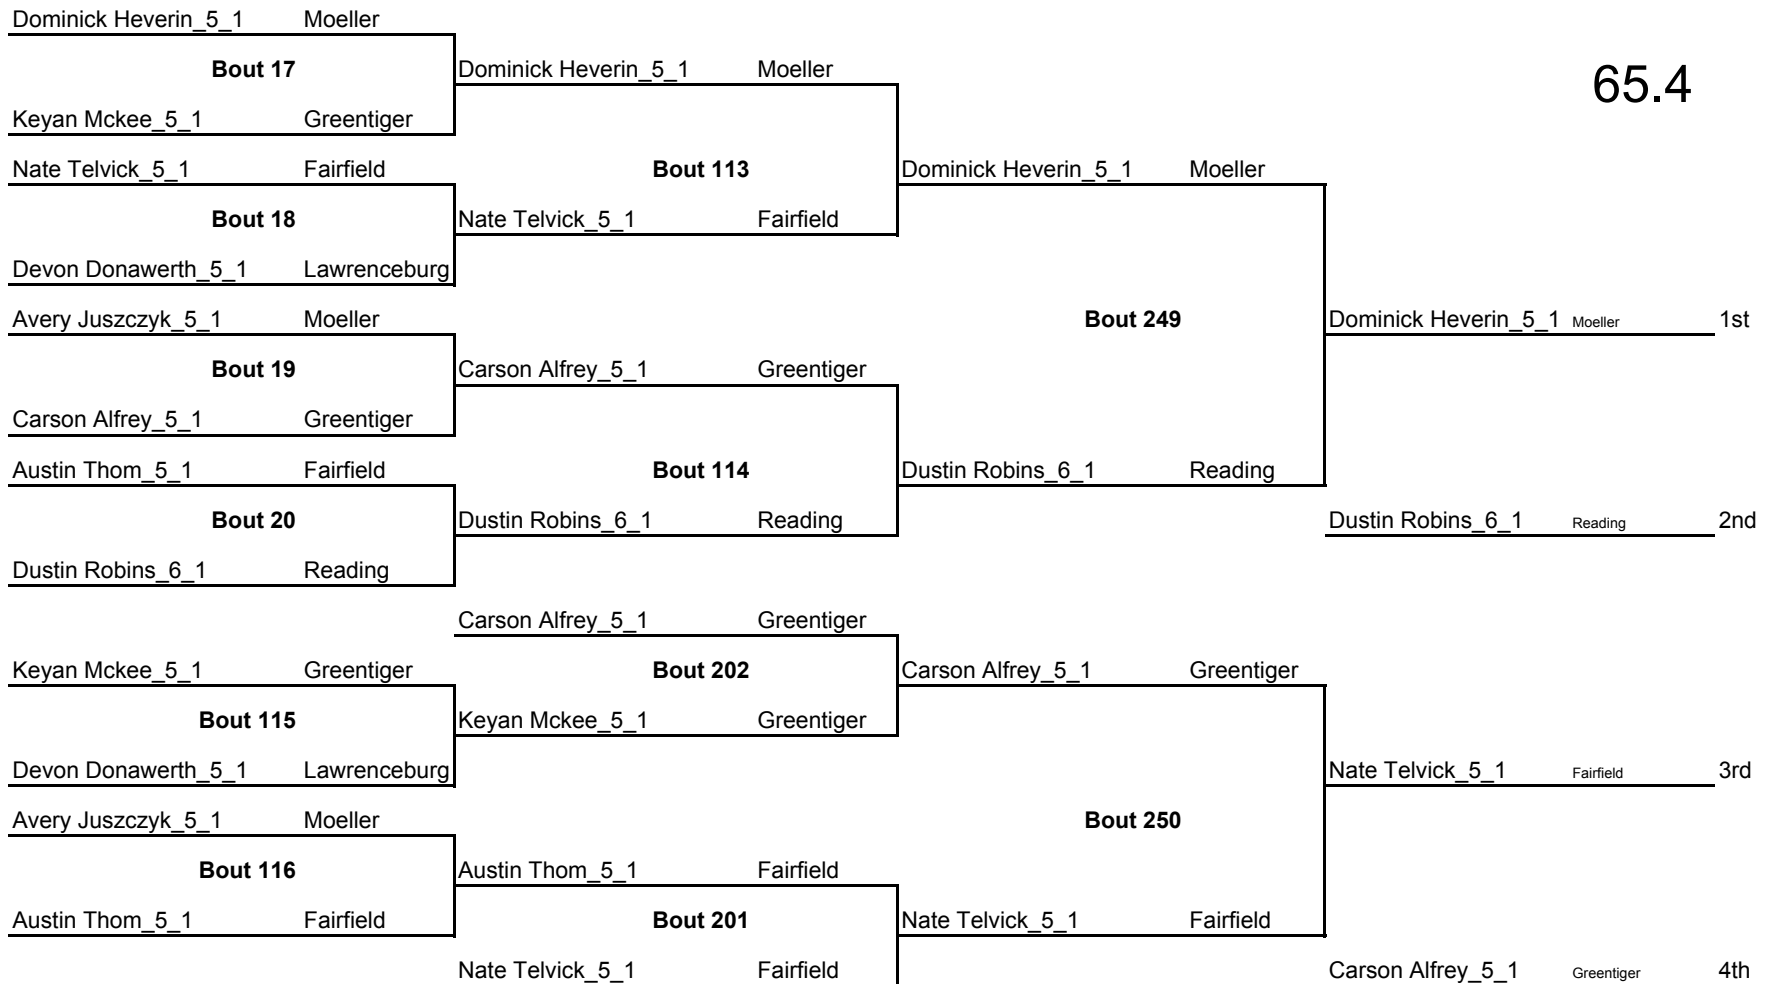 Dominick Heverin_5_1 Moeller
Bout 17 Dominick Heverin_5_1 Moeller 65.4
Keyan Mckee_5_1 Greentiger
Nate Telvick_5_1 Fairfield Bout 113 Dominick Heverin_5_1 Moeller
Bout 18 Nate Telvick_5_1 Fairfield
Devon Donawerth_5_1 Lawrenceburg
Avery Juszczyk_5_1 Moeller Bout 249 Dominick Heverin_5_1 Moeller 1st
Bout 19 Carson Alfrey_5_1 Greentiger
Carson Alfrey_5_1 Greentiger
Austin Thom_5_1 Fairfield Bout 114 Dustin Robins_6_1 Reading
Bout 20 Dustin Robins_6_1 Reading Dustin Robins_6_1 Reading 2nd
Dustin Robins_6_1 Reading
Carson Alfrey_5_1 Greentiger
Keyan Mckee_5_1 Greentiger Bout 202 Carson Alfrey_5_1 Greentiger
Bout 115 Keyan Mckee_5_1 Greentiger
Devon Donawerth_5_1 Lawrenceburg Nate Telvick_5_1 Fairfield 3rd
Avery Juszczyk_5_1 Moeller Bout 250
Bout 116 Austin Thom_5_1 Fairfield
Austin Thom_5_1 Fairfield Bout 201 Nate Telvick_5_1 Fairfield
Nate Telvick_5_1 Fairfield Carson Alfrey_5_1 Greentiger 4th